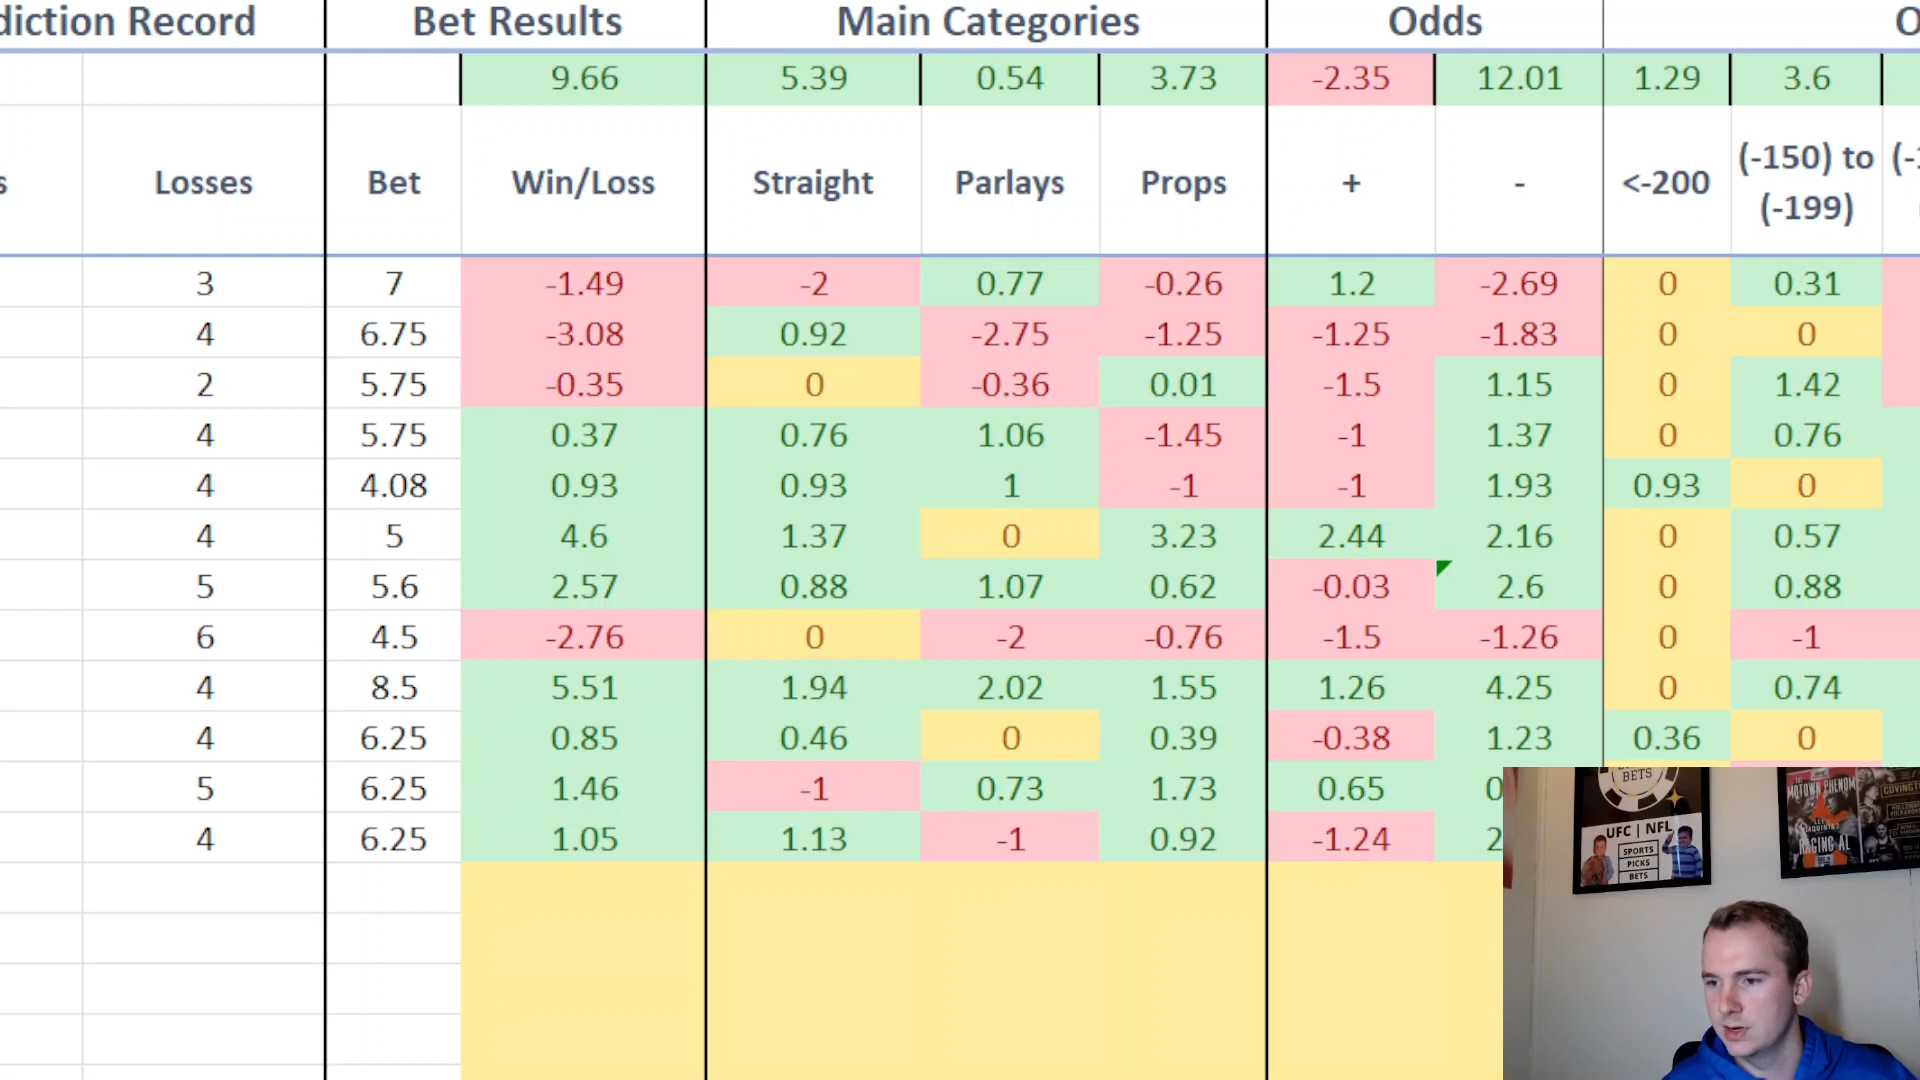 diction Record Bet Results Main Categories Odds O
9.66 5.39 0.54 3.73 -2.35 12.01 1.29 3.6
s Losses Bet Win/Loss Straight Parlays Props + - <-200 (-150) to
(-199)
3 7 -1.49 -2 0.77 -0.26 1.2 -2.69 0 0.31
4 6.75 -3.08 0.92 -2.75 -1.25 -1.25 -1.83 0 0
2 5.75 -0.35 0 -0.36 0.01 -1.5 1.15 0 1.42
4 5.75 0.37 0.76 1.06 -1.45 -1 1.37 0 0.76
4 4.08 0.93 0.93 1 -1 -1 1.93 0.93 0
4 5 4.6 1.37 0 3.23 2.44 2.16 0 0.57
5 5.6 2.57 0.88 1.07 0.62 -0.03 2.6 0 0.88
6 4.5 -2.76 0 -2 -0.76 -1.5 -1.26 0 -1
4 8.5 5.51 1.94 2.02 1.55 1.26 4.25 0 0.74
4 6.25 0.85 0.46 0 0.39 -0.38 1.23 0.36 0
5 6.25 1.46 -1 0.73 1.73 0.65 0
4 6.25 1.05 1.13 -1 0.92 -1.24 2
BETS
UFC | NFL
SPORTS
PICKS
BETS
MOTOWN PHENOM
RAGING AL
COVINGT